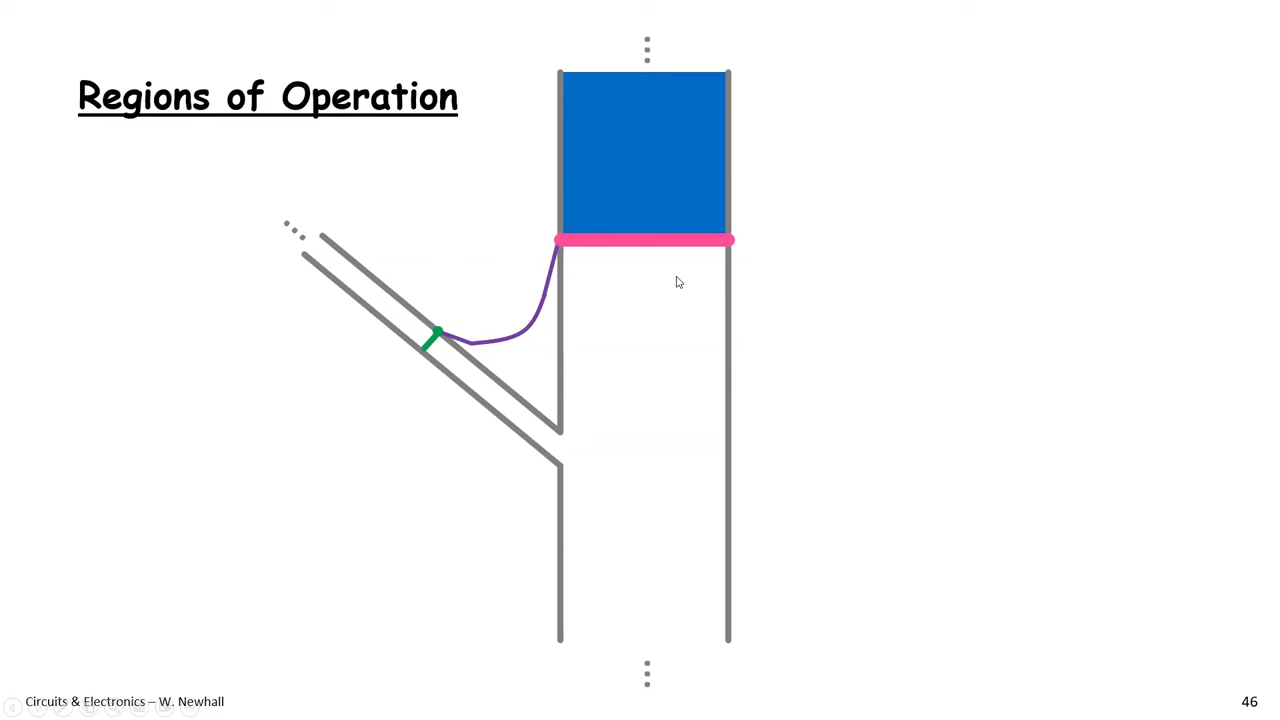 Regions of Operation
Circuits & Electronics – W. Newhall
46